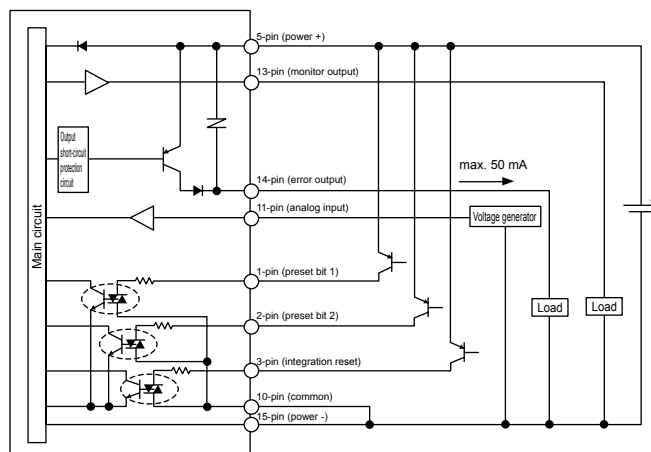 5-pin (power +)
13-pin (monitor output)
Output
short-circuit
protection
circuit
max. 50 mA
14-pin (error output)
11-pin (analog input)
Voltage generator
Main circuit
1-pin (preset bit 1)
2-pin (preset bit 2)
Load
Load
3-pin (integration reset)
10-pin (common)
15-pin (power -)